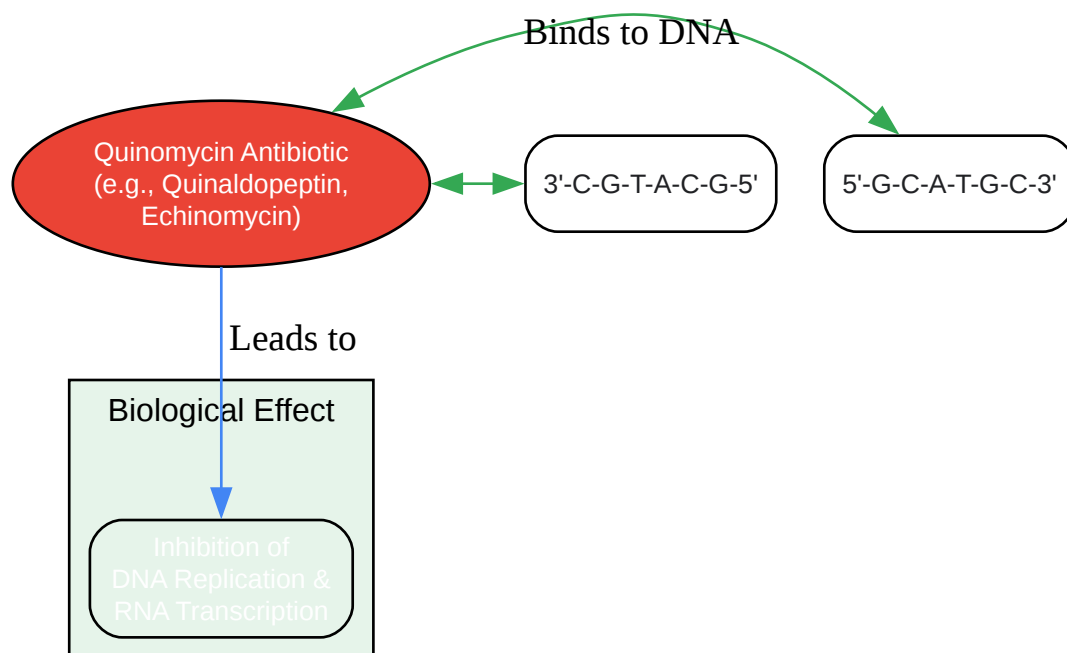 Binds to DNA
Quinomycin Antibiotic
(e.g., Quinaldopeptin,
Echinomycin)
3'-C-G-T-A-C-G-5'
5'-G-C-A-T-G-C-3'
Leads to
Biological Effect
Inhibition of
DNA Replication &
RNA Transcription